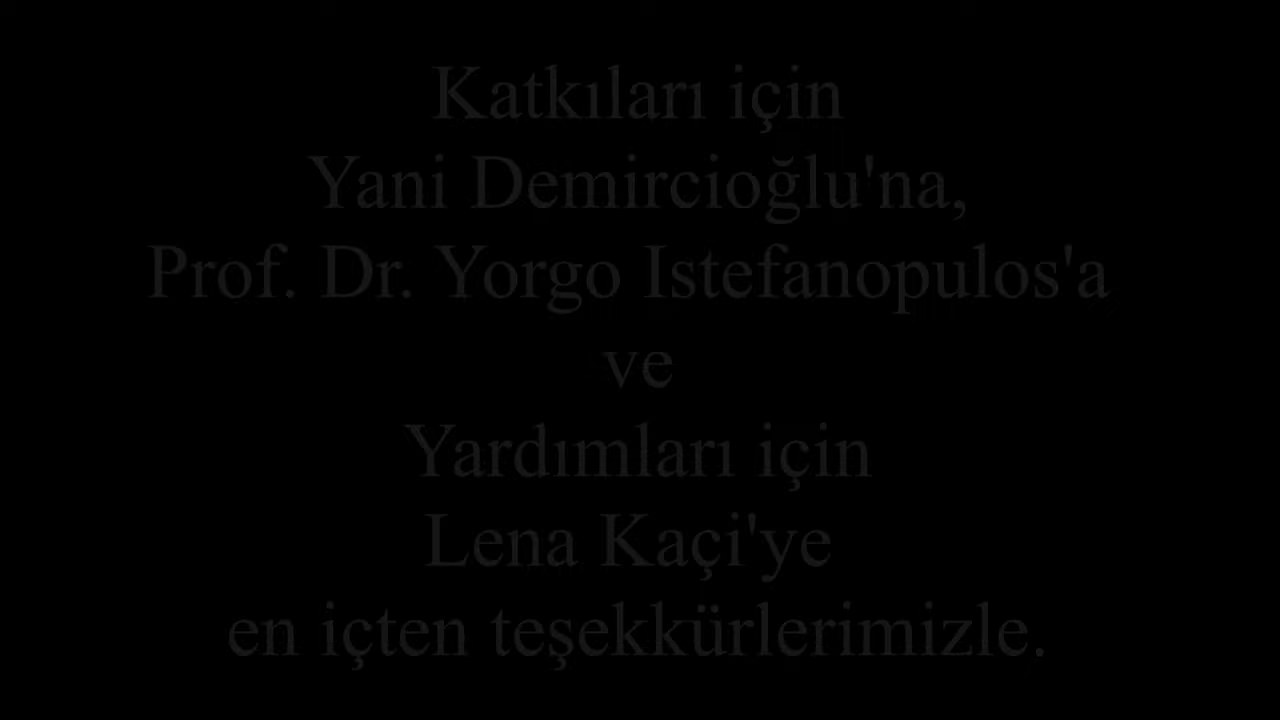 Katkıları için
Yani Demircioğlu'na,
Prof. Dr. Yorgo Istefanopulos'a
ve
Yardımları için
Lena Kaçi'ye
en içten teşekkürlerimizle.